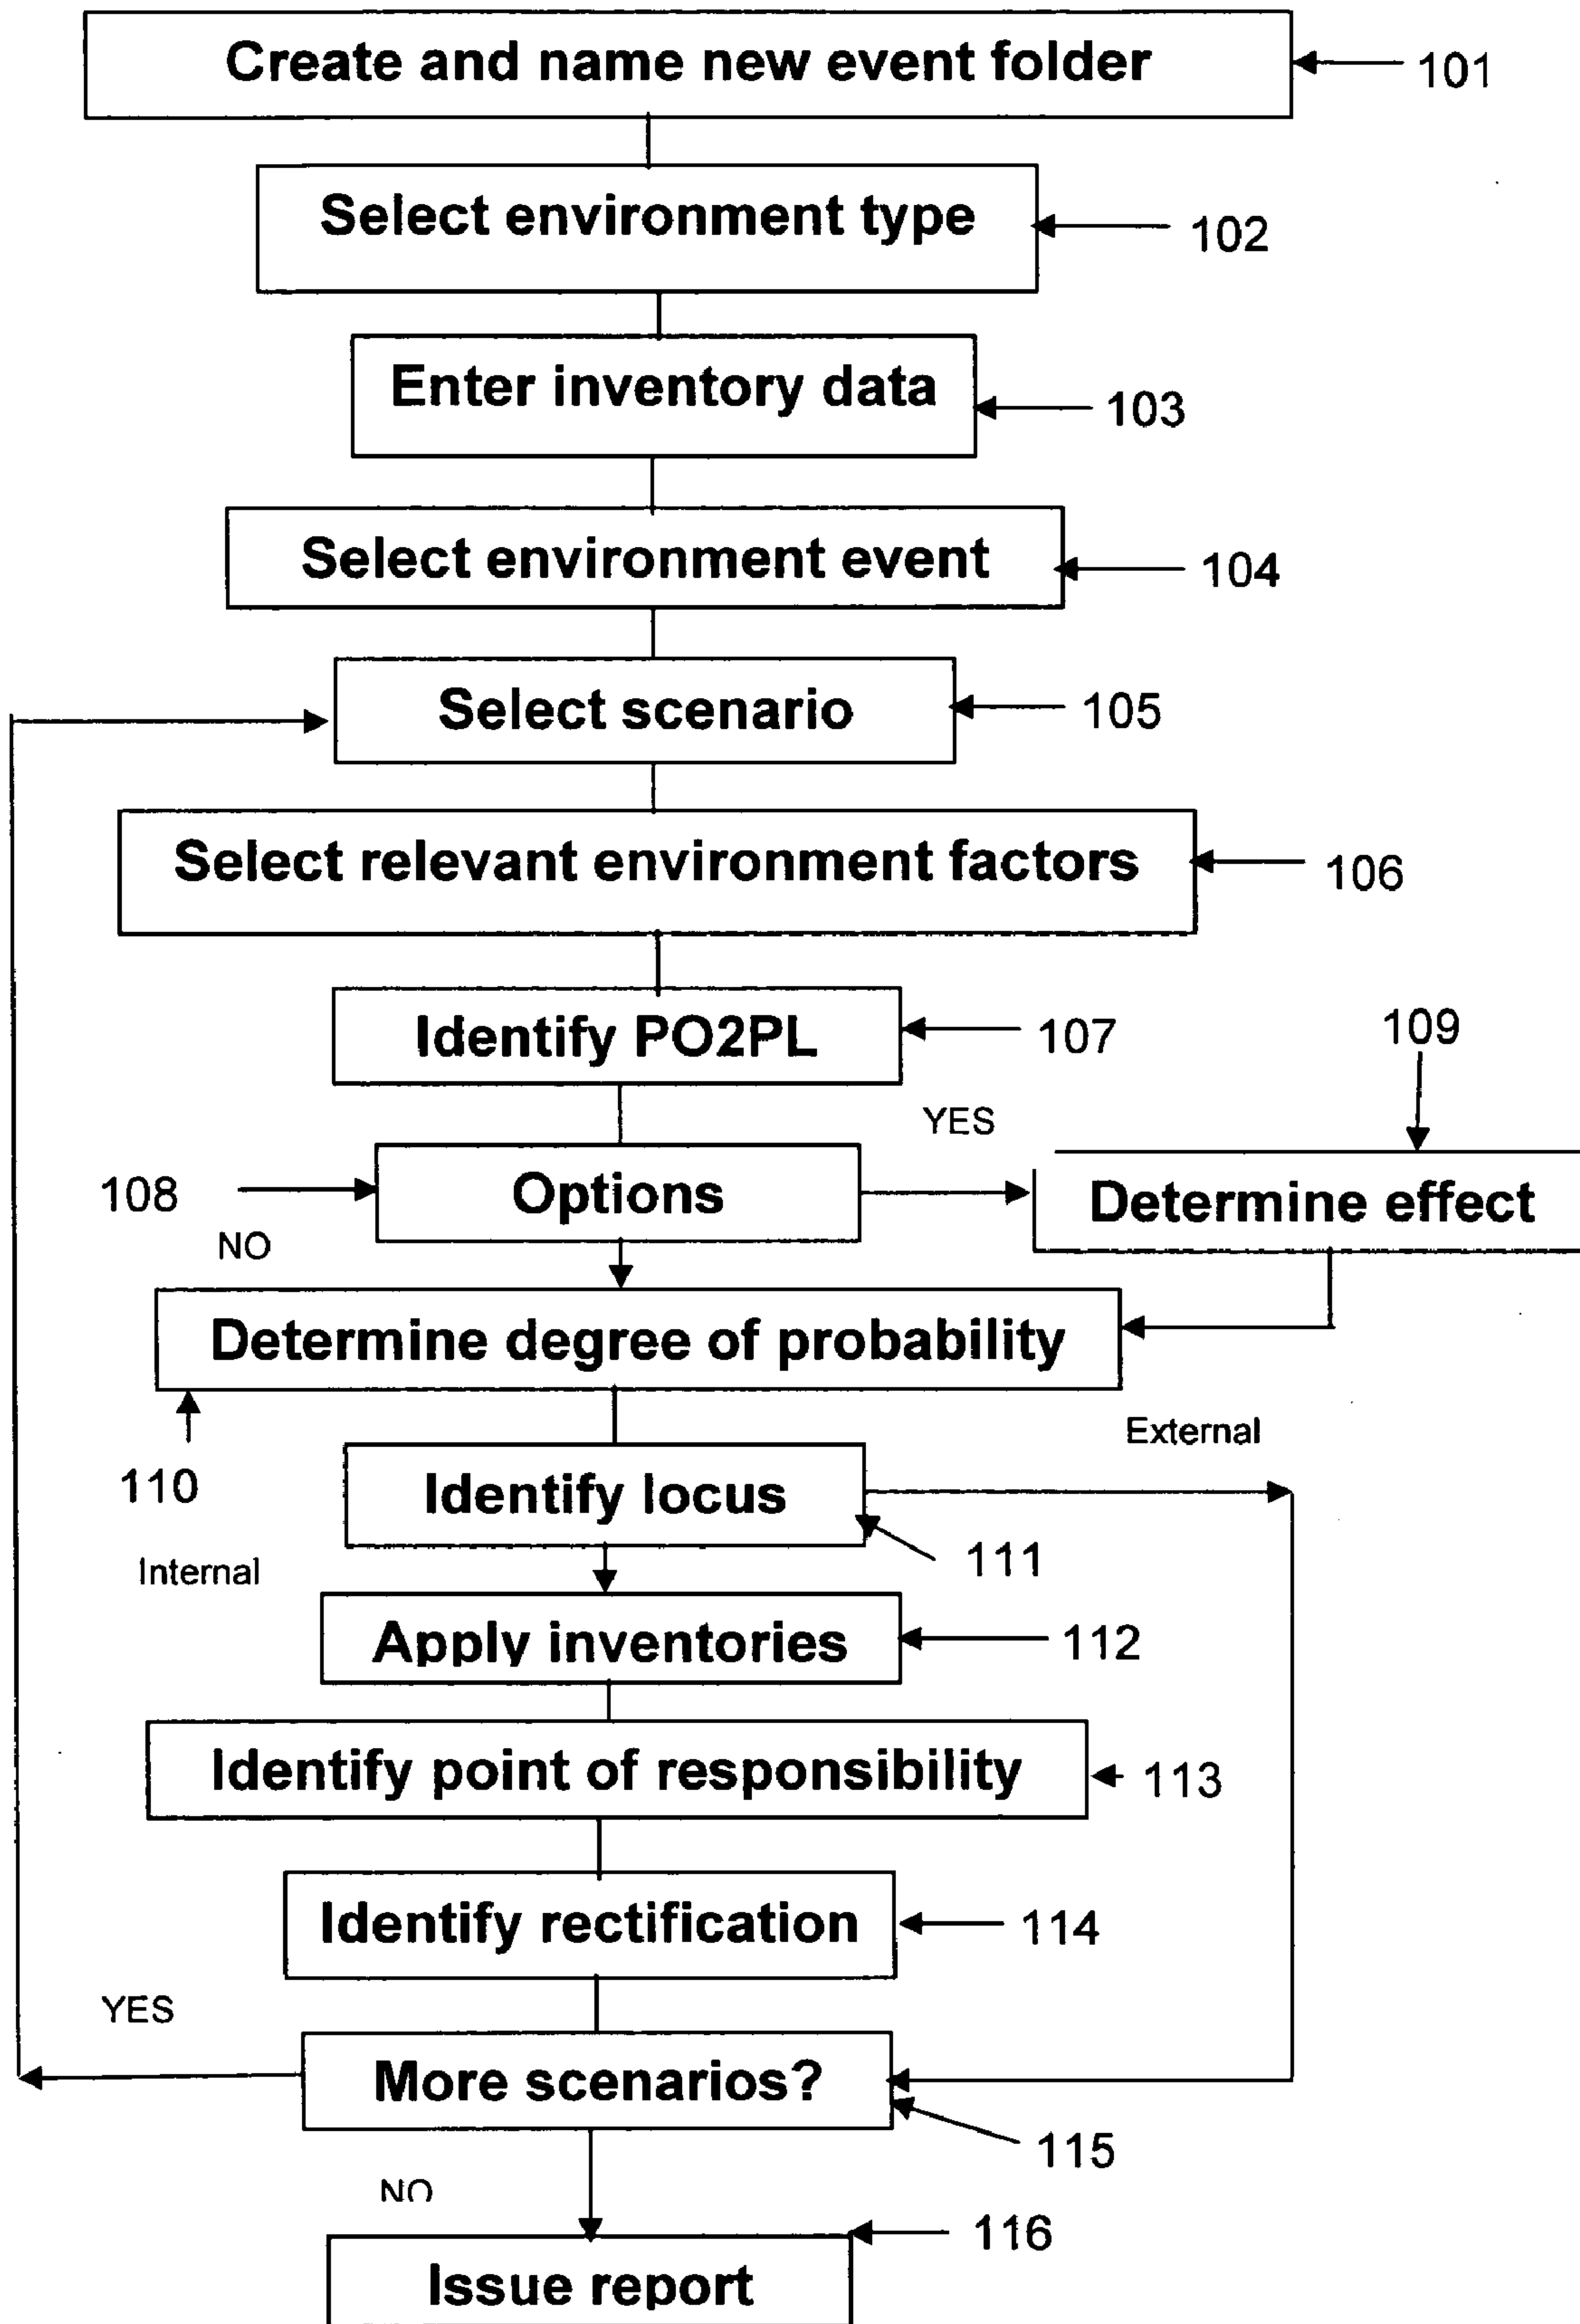 Create and name new event folder
101
Select environment type
102
Enter inventory data
103
Select environment event
104
Select scenario
105
Select relevant environment factors
106
Identify PO2PL
107
109
YES
108
Options
Determine effect
NO
Determine degree of probability
110
External
Identify locus
111
Internal
Apply inventories
112
Identify point of responsibility
113
Identify rectification
114
YES
More scenarios?
115
NO
116
Issue report